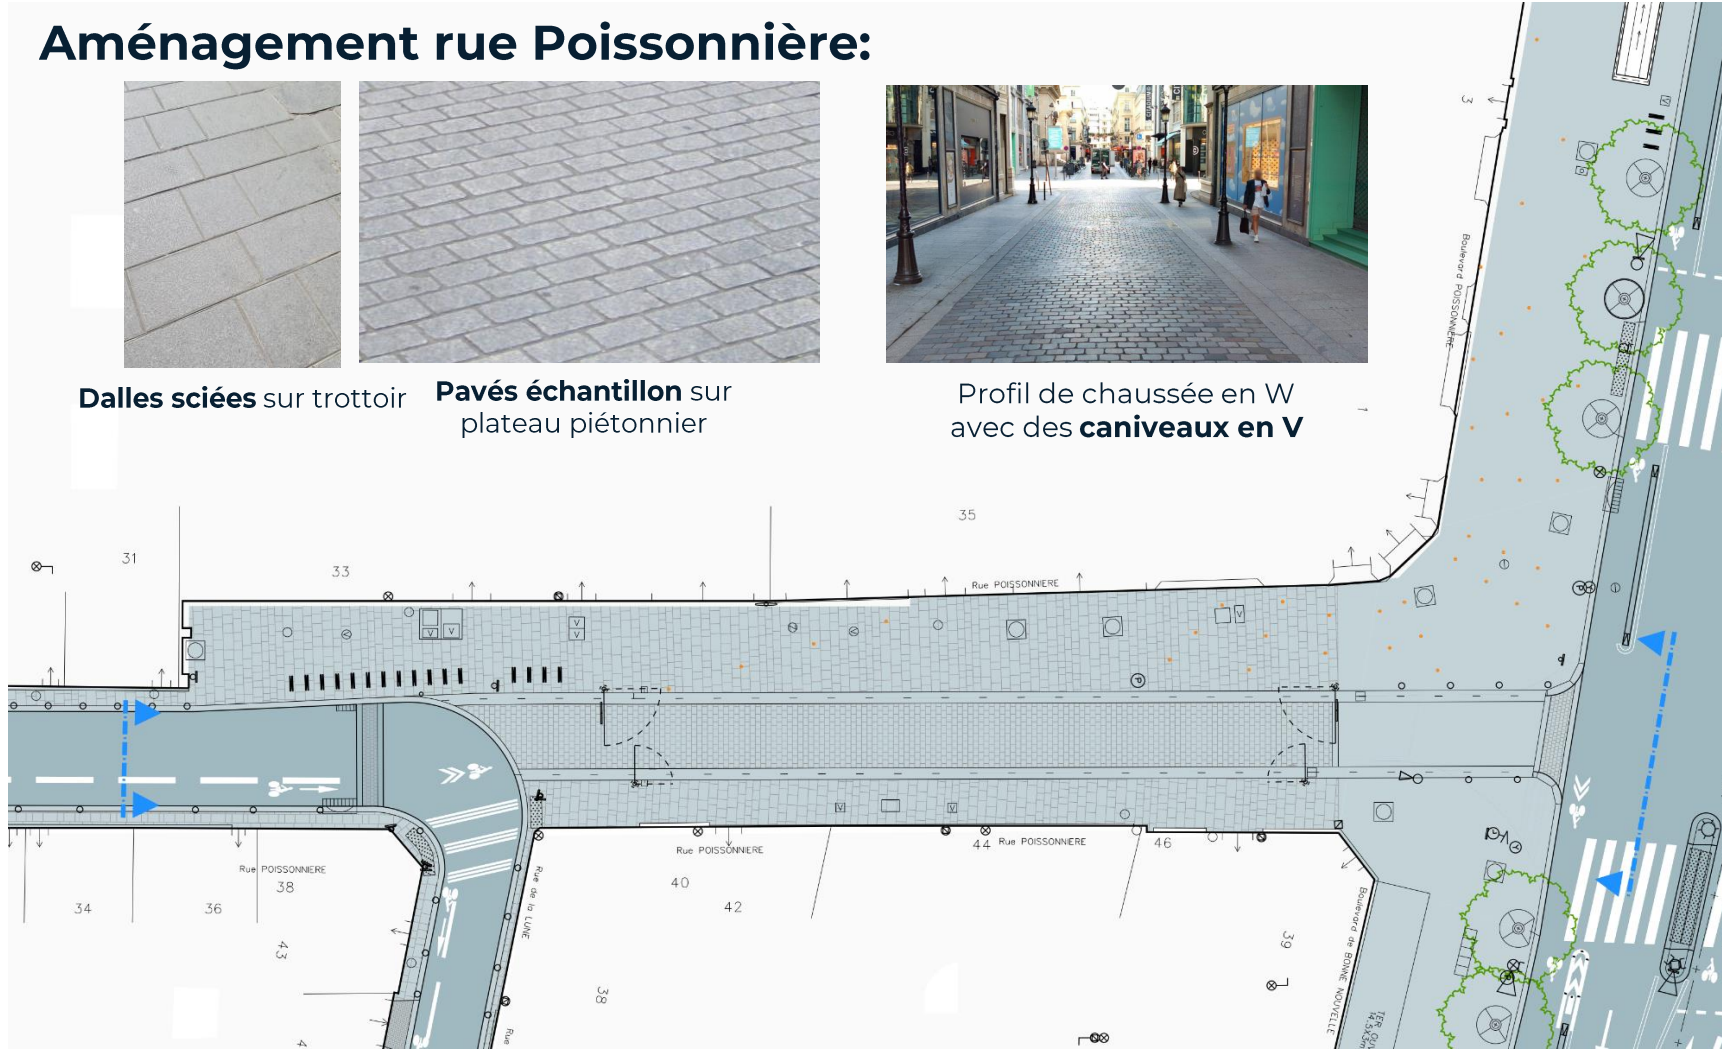 Aménagement rue Poissonnière:
Dalles sciées sur trottoir
Pavés échantillon sur
plateau piétonnier
Profil de chaussée en W
avec des caniveaux en V
3
Boulevard POISSONNIERE
35
31
33
Rue POISSONNIERE
Rue POISSONNIERE
38
34
36
43
Rue de la LUNE
Rue POISSONNIERE
40
42
44
Rue POISSONNIERE
46
39
38
Rue
Boulevard de BONNE NOUVELLE